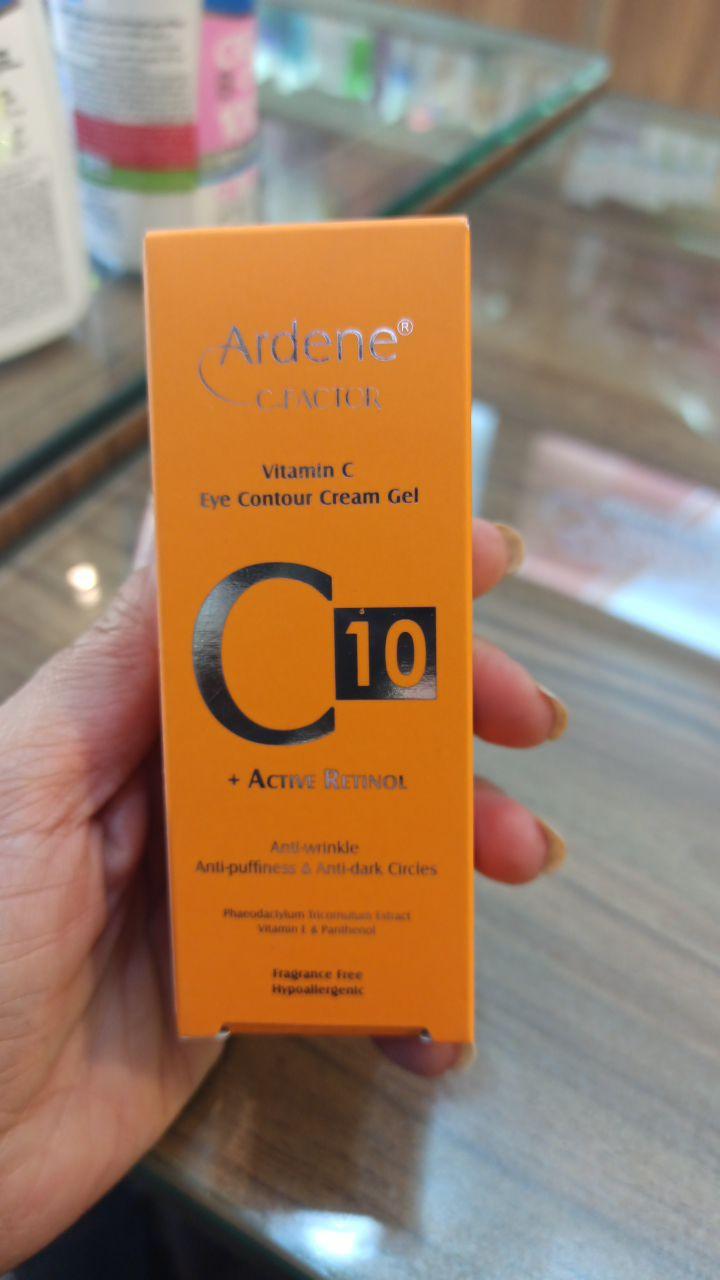 Ardene®
C-FACTOR
Vitamin C
Eye Contour Cream Gel
C10
+ ACTIVE RETINOL
Anti-wrinkle
Anti-puffiness & Anti-dark Circles
Phaeodactylum Tricornutum Extract
Vitamin E & Panthenol
Fragrance Free
Hypoallergenic